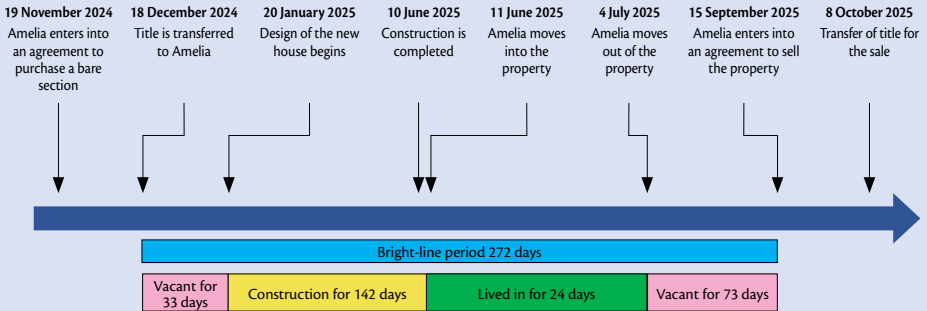 19 November 2024
Amelia enters into
an agreement to
purchase a bare
section
18 December 2024
Title is transferred
to Amelia
20 January 2025
Design of the new
house begins
10 June 2025
Construction is
completed
11 June 2025
Amelia moves
into the
property
4 July 2025
Amelia moves
out of the
property
15 September 2025
Amelia enters into
an agreement to sell
the property
8 October 2025
Transfer of title for
the sale
Bright-line period 272 days
Vacant for
33 days
Construction for 142 days
Lived in for 24 days
Vacant for 73 days